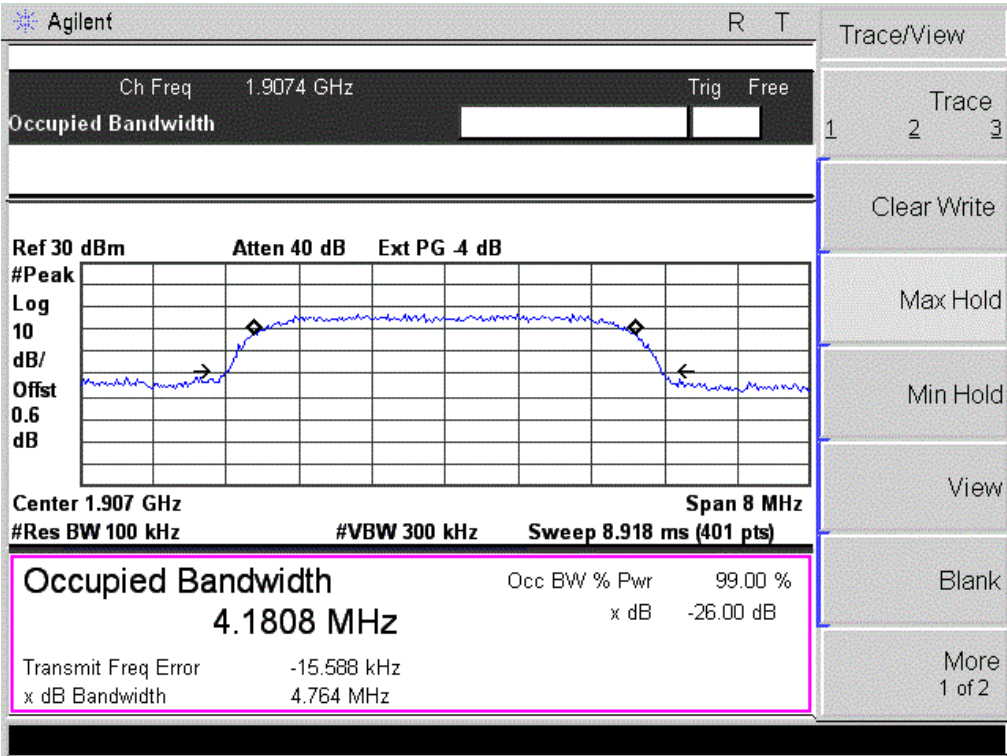 Agilent R T
Ch Freq 1.9074 GHz Trig Free
Occupied Bandwidth
Ref 30 dBm Atten 40 dB Ext PG -4 dB
#Peak
Log
10
dB/
Offst
0.6
dB
Center 1.907 GHz Span 8 MHz
#Res BW 100 kHz #VBW 300 kHz Sweep 8.918 ms (401 pts)
Occupied Bandwidth Occ BW % Pwr 99.00 %
4.1808 MHz x dB -26.00 dB
Transmit Freq Error -15.588 kHz
x dB Bandwidth 4.764 MHz
Trace/View
Trace
1 2 3
Clear Write
Max Hold
Min Hold
View
Blank
More
1 of 2